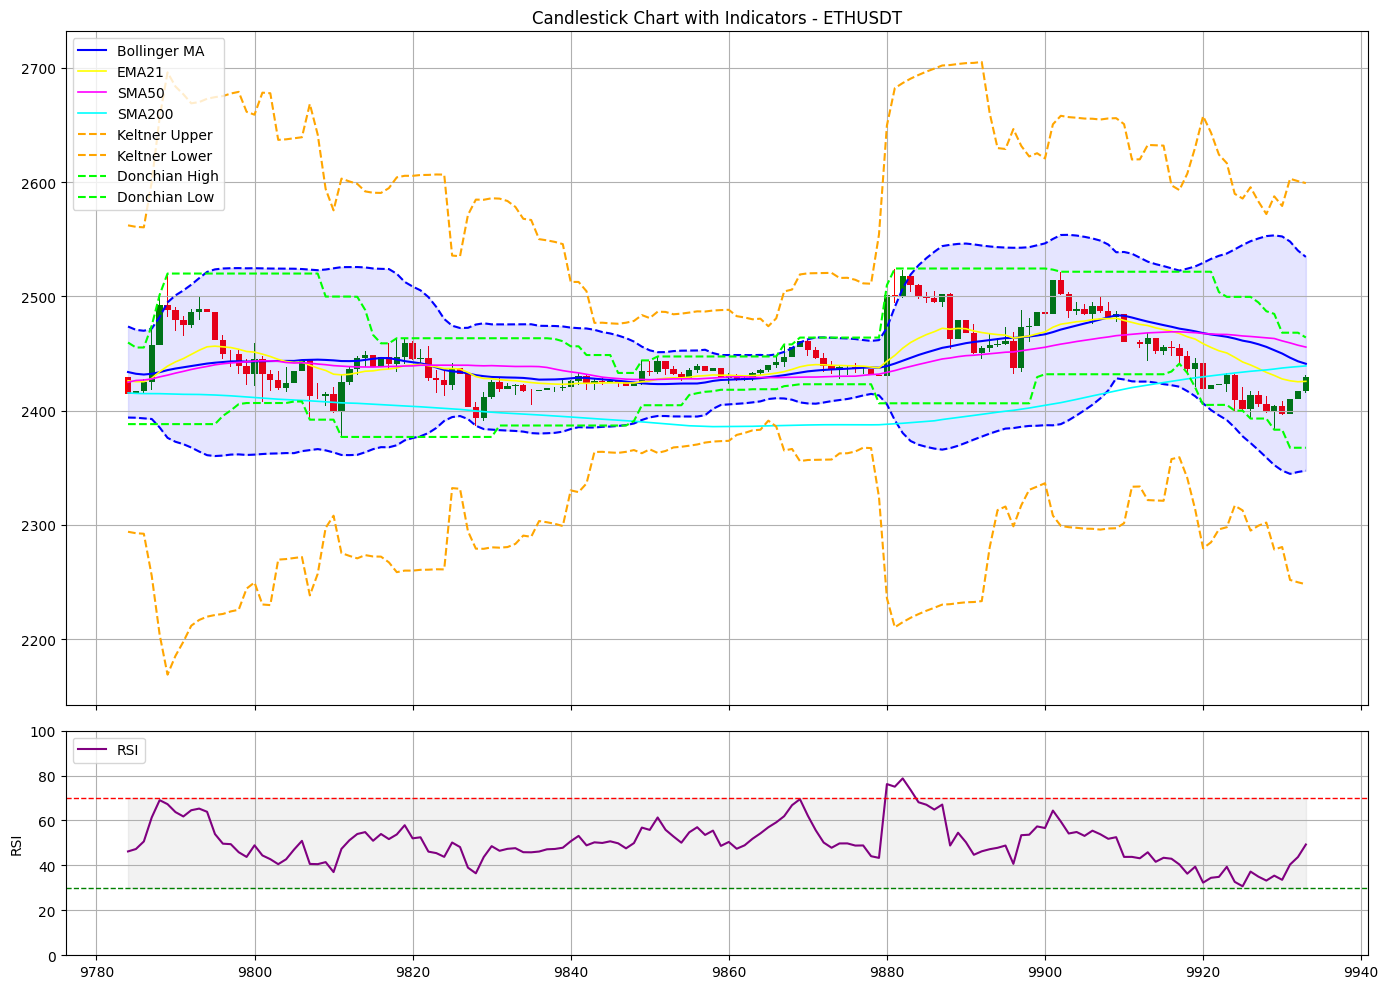 Candlestick Chart with Indicators - ETHUSDT
Bollinger MA
EMA21
SMA50
SMA200
Keltner Upper
Keltner Lower
Donchian High
Donchian Low
2700
2600
2500
2400
2300
2200
RSI
100
80
60
40
20
0
RSI
9780
9800
9820
9840
9860
9880
9900
9920
9940